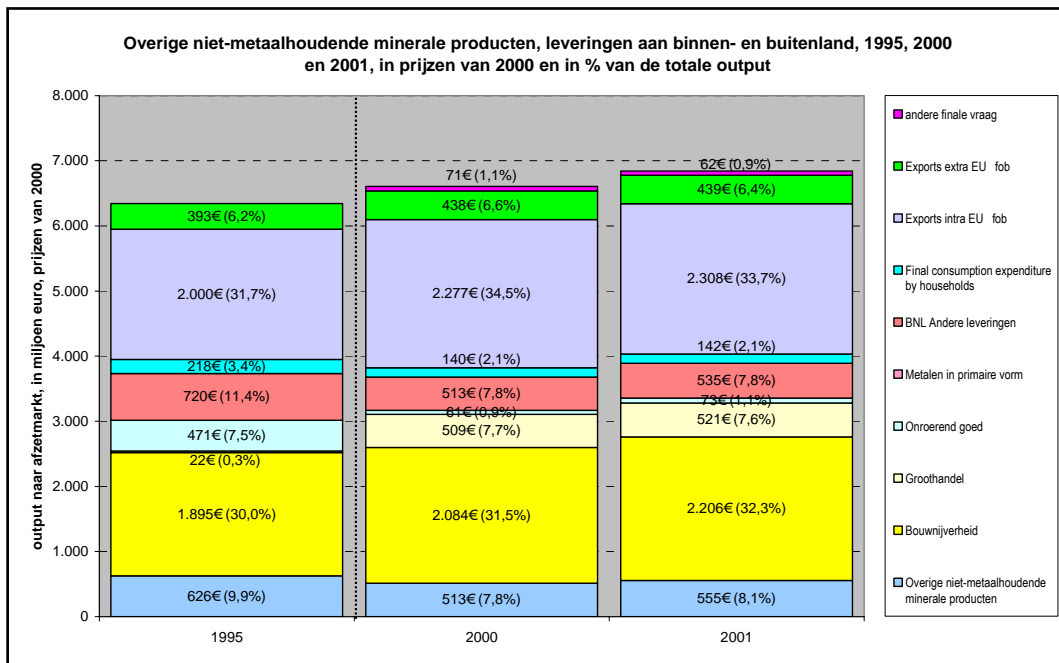 Overige niet-metaalhoudende minerale producten, leveringen aan binnen- en buitenland, 1995, 2000
en 2001, in prijzen van 2000 en in % van de totale output
output naar afzetmarkt, in miljoen euro, prijzen van 2000
8.000
7.000
6.000
5.000
4.000
3.000
2.000
1.000
0
393€ (6,2%)
2.000€ (31,7%)
218€ (3,4%)
720€ (11,4%)
471€ (7,5%)
22€ (0,3%)
1.895€ (30,0%)
626€ (9,9%)
71€ (1,1%)
438€ (6,6%)
2.277€ (34,5%)
140€ (2,1%)
513€ (7,8%)
61€ (0,9%)
509€ (7,7%)
2.084€ (31,5%)
513€ (7,8%)
62€ (0,9%)
439€ (6,4%)
2.308€ (33,7%)
142€ (2,1%)
535€ (7,8%)
73€ (1,1%)
521€ (7,6%)
2.206€ (32,3%)
555€ (8,1%)
1995
2000
2001
andere finale vraag
Exports extra EU fob
Exports intra EU fob
Final consumption expenditure
by households
BNL Andere leveringen
Metalen in primaire vorm
Onroerend goed
Groothandel
Bouwnijverheid
Overige niet-metaalhoudende
minerale producten